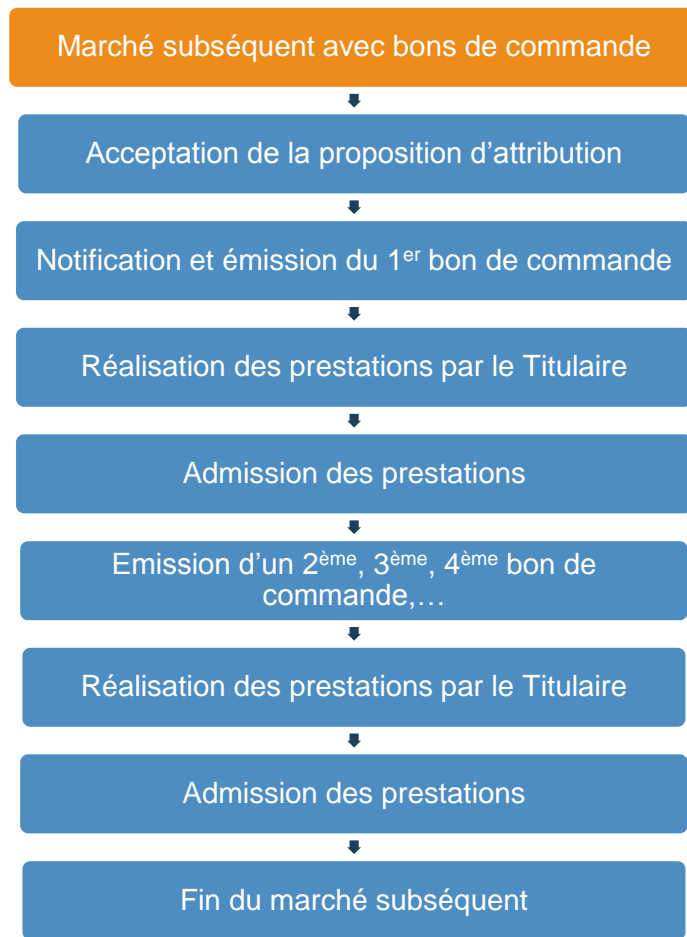 Marché subséquent avec bons de commande
Acceptation de la proposition d’attribution
Notification et émission du 1er bon de commande
Réalisation des prestations par le Titulaire
Admission des prestations
Emission d’un 2ème, 3ème, 4ème bon de
commande,…
Réalisation des prestations par le Titulaire
Admission des prestations
Fin du marché subséquent